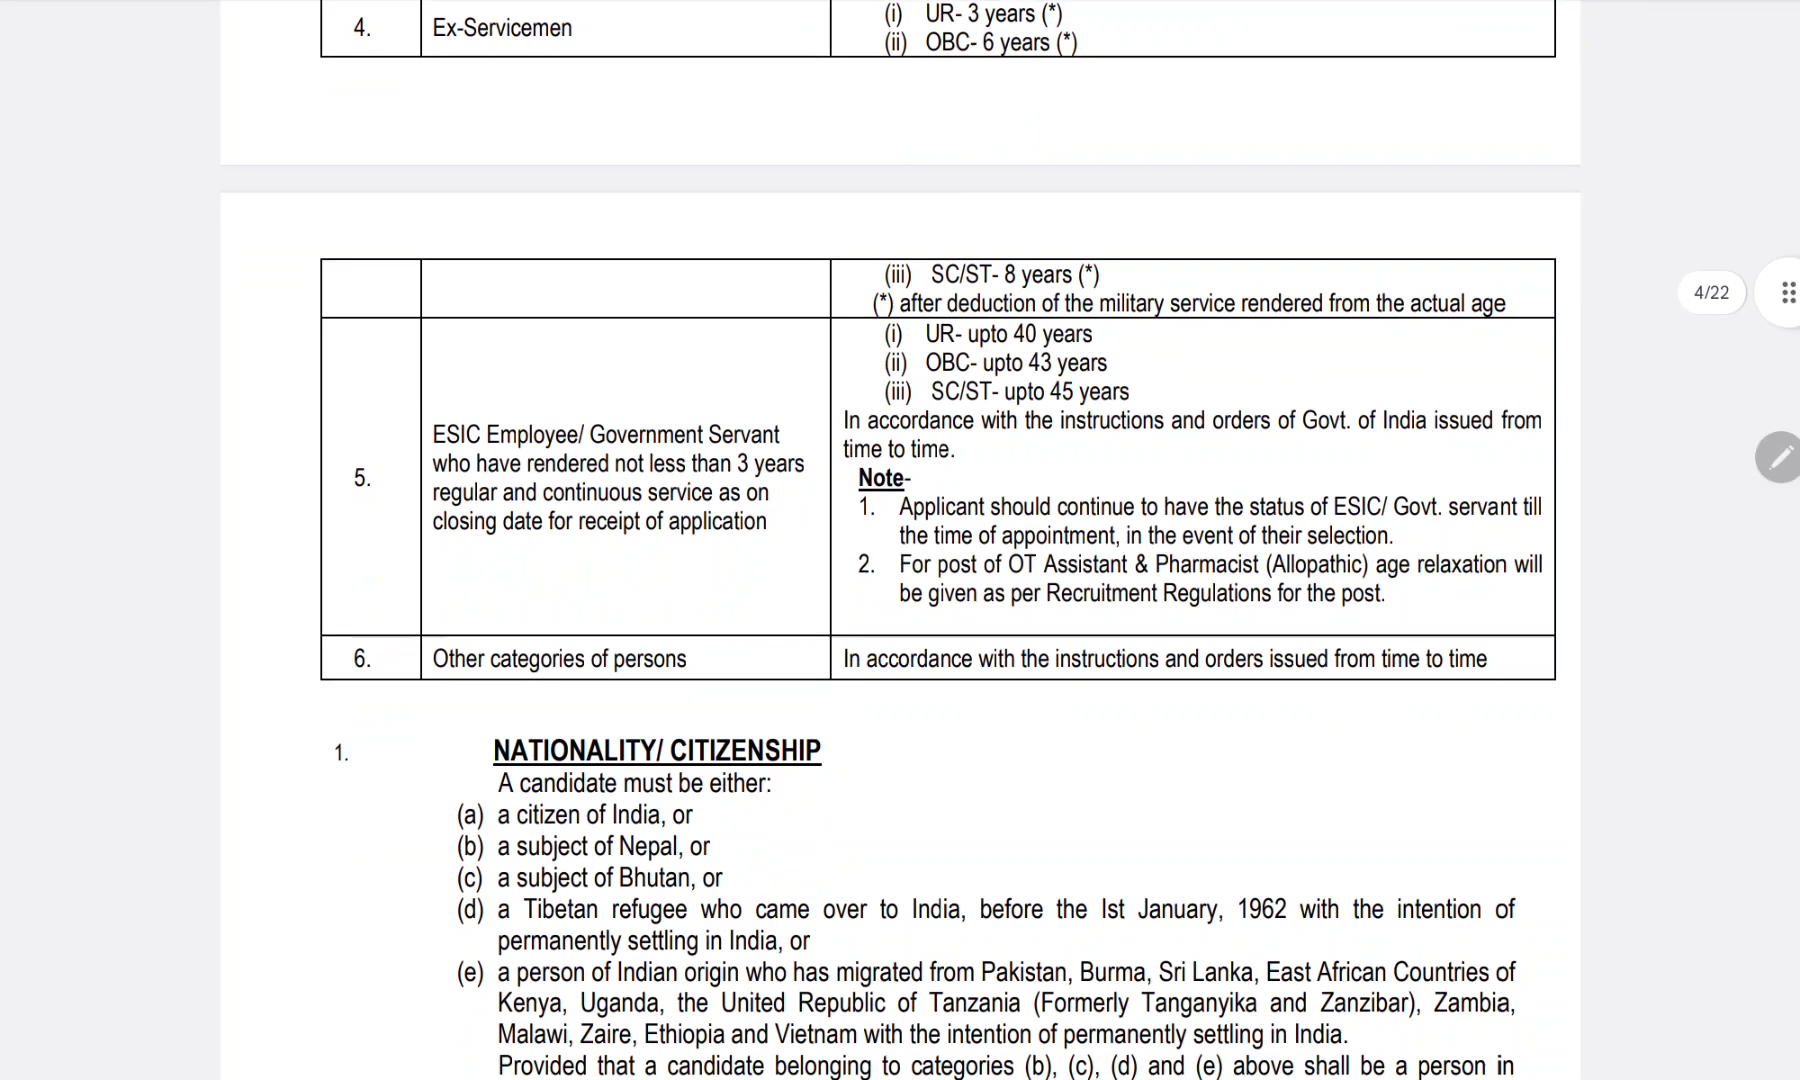 4. Ex-Servicemen (i) UR- 3 years (*)
(ii) OBC- 6 years (*)
(iii) SC/ST- 8 years (*)
(*) after deduction of the military service rendered from the actual age
4/22
5.
ESIC Employee/ Government Servant
who have rendered not less than 3 years
regular and continuous service as on
closing date for receipt of application
(i) UR- upto 40 years
(ii) OBC- upto 43 years
(iii) SC/ST- upto 45 years
In accordance with the instructions and orders of Govt. of India issued from
time to time.
Note-
1. Applicant should continue to have the status of ESIC/ Govt. servant till
the time of appointment, in the event of their selection.
2. For post of OT Assistant & Pharmacist (Allopathic) age relaxation will
be given as per Recruitment Regulations for the post.
6. Other categories of persons In accordance with the instructions and orders issued from time to time
1. NATIONALITY/ CITIZENSHIP
A candidate must be either:
(a) a citizen of India, or
(b) a subject of Nepal, or
(c) a subject of Bhutan, or
(d) a Tibetan refugee who came over to India, before the Ist January, 1962 with the intention of
permanently settling in India, or
(e) a person of Indian origin who has migrated from Pakistan, Burma, Sri Lanka, East African Countries of
Kenya, Uganda, the United Republic of Tanzania (Formerly Tanganyika and Zanzibar), Zambia,
Malawi, Zaire, Ethiopia and Vietnam with the intention of permanently settling in India.
Provided that a candidate belonging to categories (b), (c), (d) and (e) above shall be a person in